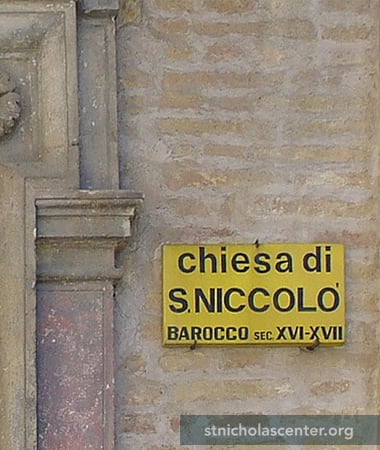 chiesa di
S.NICCOLO'
BAROCCO SEC XVI-XVII
stnicholascenter.org